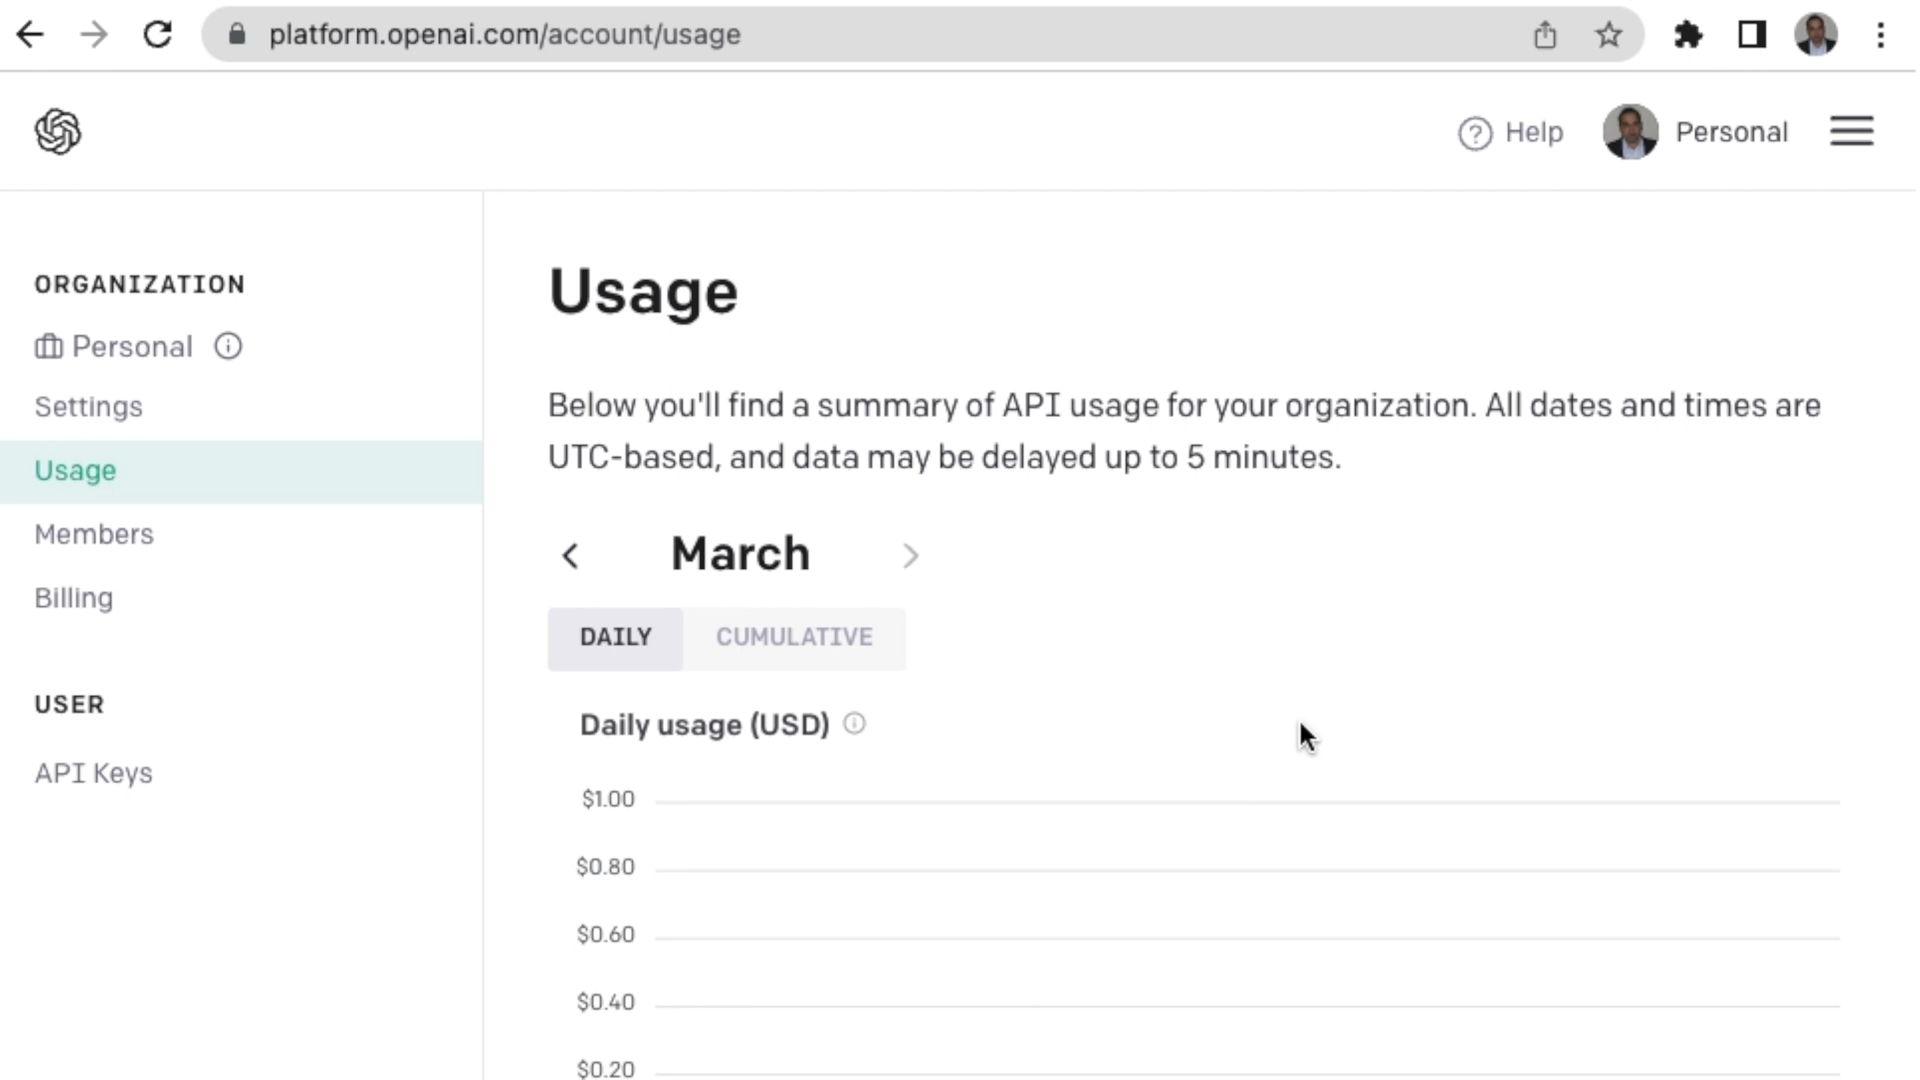 platform.openai.com/account/usage
Help
Personal
ORGANIZATION
Personal
Settings
Usage
Members
Billing
USER
API Keys
Usage
Below you'll find a summary of API usage for your organization. All dates and times are
UTC-based, and data may be delayed up to 5 minutes.
March
DAILY CUMULATIVE
Daily usage (USD)
$1.00
$0.80
$0.60
$0.40
$0.20